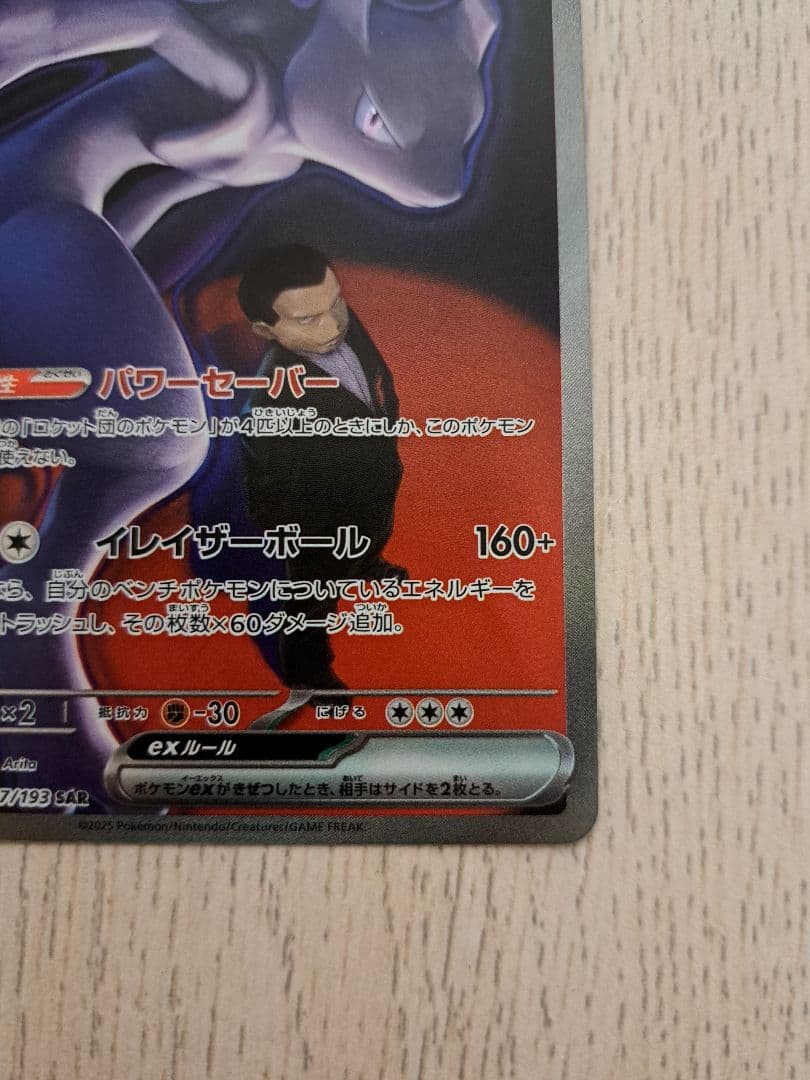 性 とくせい パワーセーバー
の「ロケット団のポケモン」が4匹以上のときにしか、このポケモン
使えない。
イレイザーボール 160+
ら、自分のベンチポケモンについているエネルギーを
トラッシュし、その枚数×60ダメージ追加。
×2 抵抗力 -30 にげる
exルール
ポケモンexがきぜつしたとき、相手はサイドを2枚とる。
Arita
7/193 SAR
©2025 Pokémon/Nintendo/Creatures/GAME FREAK.